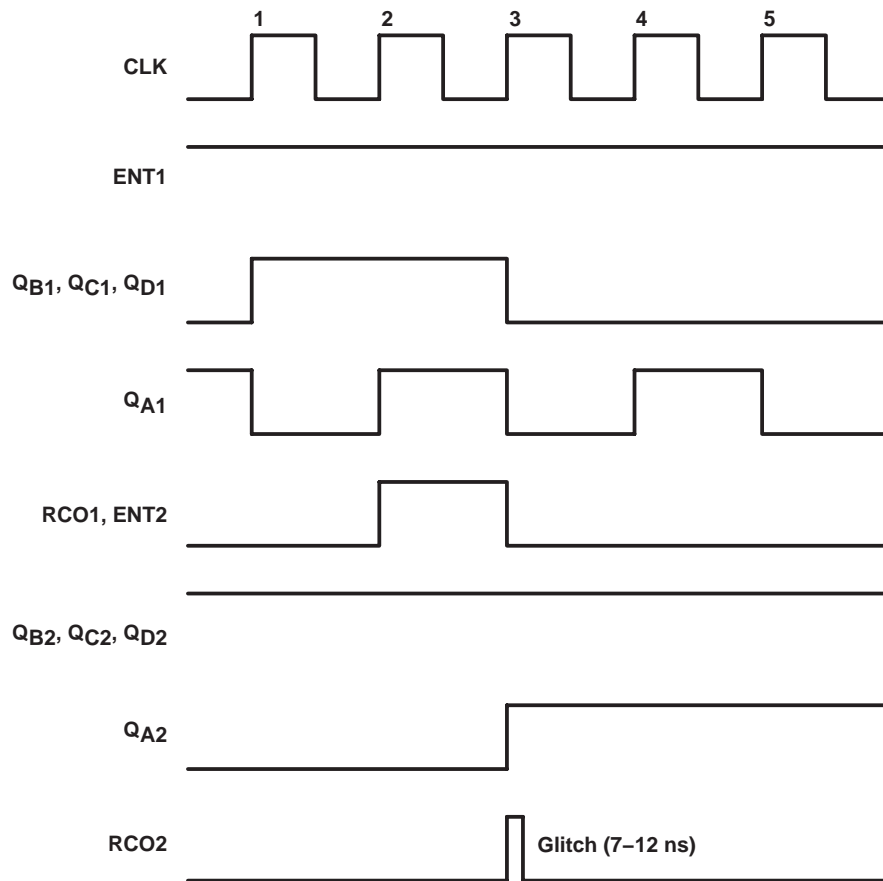 1 2 3 4 5
CLK
ENT1
QB1, QC1, QD1
QA1
RCO1, ENT2
QB2, QC2, QD2
QA2
RCO2
Glitch (7–12 ns)